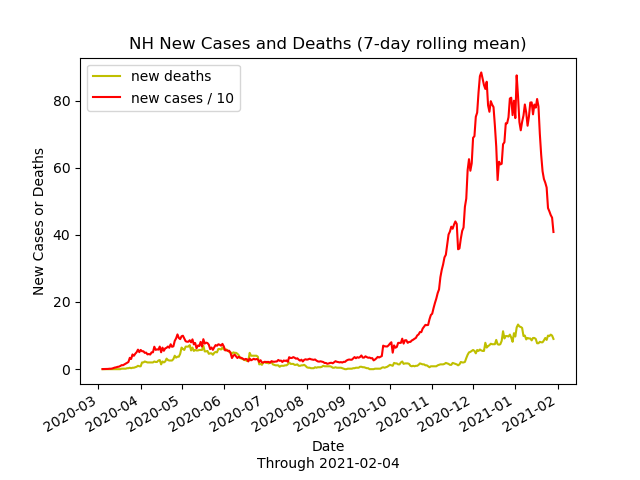 NH New Cases and Deaths (7-day rolling mean)
new deaths
new cases / 10
New Cases or Deaths
80
60
40
20
0
2020-03
2020-04
2020-05
2020-06
2020-07
2020-08
2020-09
2020-10
2020-11
2020-12
2021-01
2021-02
Date
Through 2021-02-04